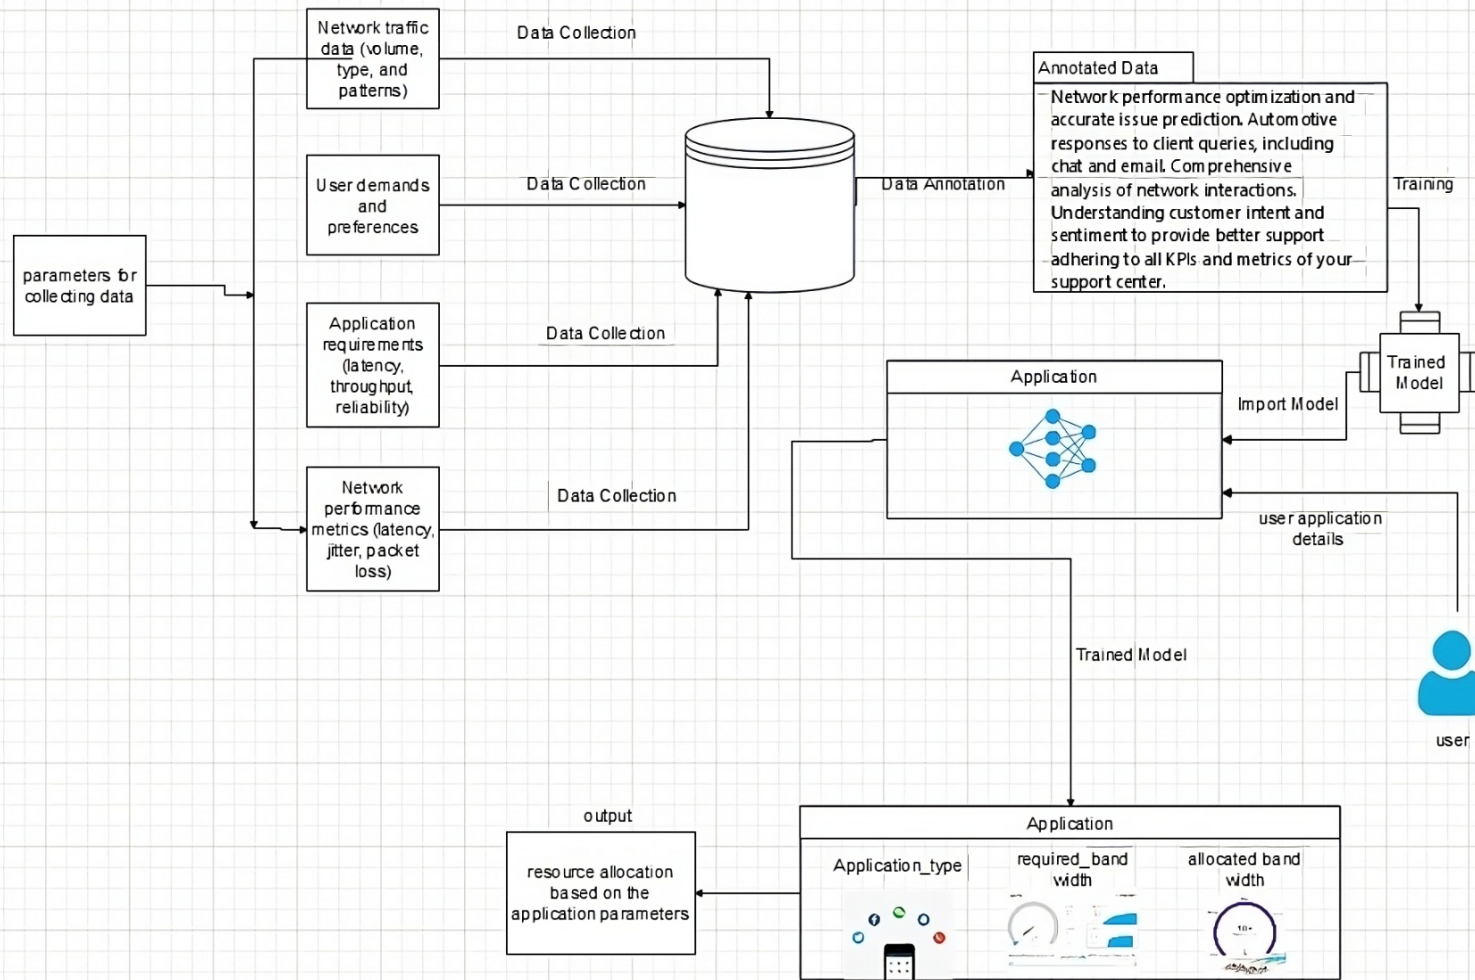 Network traffic
data (volume,
type, and
patterns)
Data Collection
User demands
and
preferences
Data Collection
parameters for
collecting data
Application
requirements
(latency,
throughput,
reliability)
Data Collection
Network
performance
metrics (latency,
jitter, packet
loss)
Data Collection
Data Annotation
Annotated Data
Network performance optimization and
accurate issue prediction. Automotive
responses to client queries, including
chat and email. Comprehensive
analysis of network interactions.
Understanding customer intent and
sentiment to provide better support
adhering to all KPIs and metrics of your
support center.
Training
Trained
Model
Import Model
Application
user application
details
user
Trained Model
Application
Application_type
required_band
width
allocated band
width
output
resource allocation
based on the
application parameters